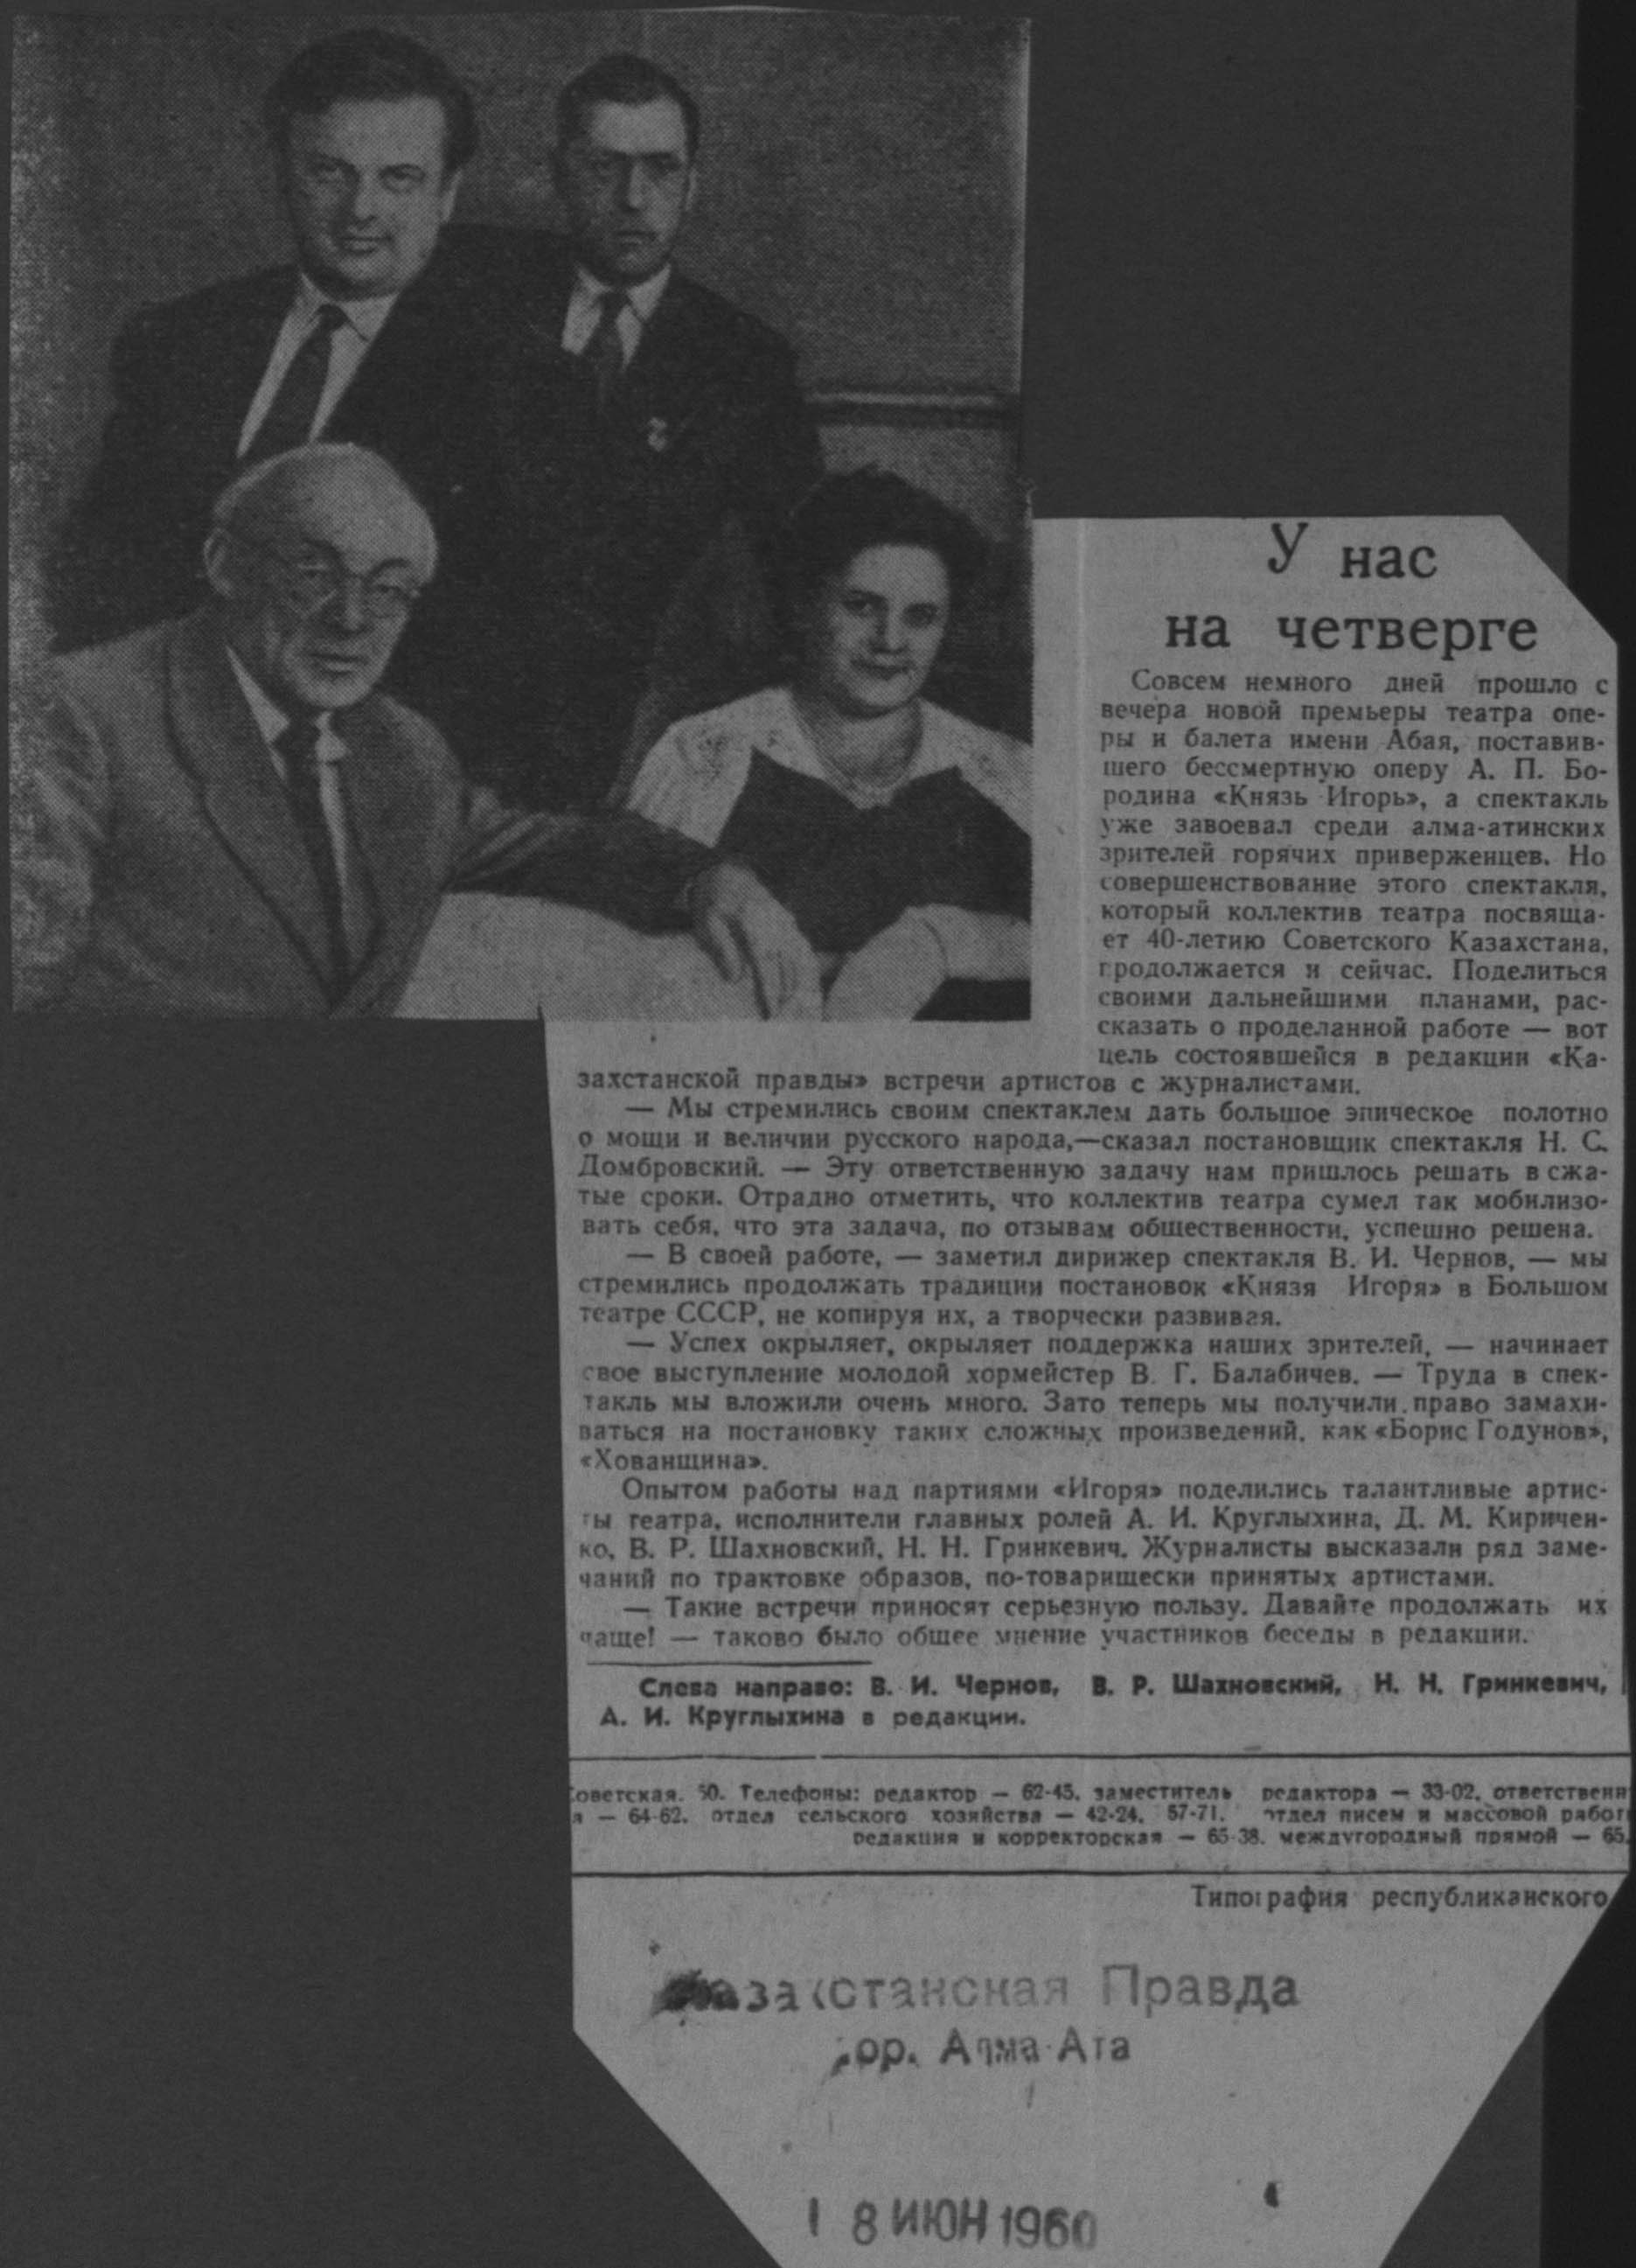 У нас
на четверге
Совсем немного дней прошло с
вечера новой премьеры театра опе-
ры и балета имени Абая, поставив-
шего бессмертную оперу А. П. Бо-
родина «Князь Игорь», а спектакль
уже завоевал среди алма-атинских
зрителей горячих приверженцев. Но
совершенствование этого спектакля,
который коллектив театра посвяща-
ет 40-летию Советского Казахстана,
продолжается и сейчас. Поделиться
своими дальнейшими планами, рас-
сказать о проделанной работе — вот
цель состоявшейся в редакции «Ка-
захстанской правды» встречи артистов с журналистами.
— Мы стремились своим спектаклем дать большое эпическое полотно
о мощи и величии русского народа,—сказал постановщик спектакля Н. С.
Домбровский. — Эту ответственную задачу нам пришлось решать в сжа-
тые сроки. Отрадно отметить, что коллектив театра сумел так мобилизо-
вать себя, что эта задача, по отзывам общественности, успешно решена.
— В своей работе, — заметил дирижер спектакля В. И. Чернов, — мы
стремились продолжать традиции постановок «Князя Игоря» в Большом
театре СССР, не копируя их, а творчески развивая.
— Успех окрыляет, окрыляет поддержка наших зрителей, — начинает
свое выступление молодой хормейстер В. Г. Балабичев. — Труда в спек-
такль мы вложили очень много. Зато теперь мы получили право замахи-
ваться на постановку таких сложных произведений, как «Борис Годунов»,
«Хованщина».
Опытом работы над партиями «Игоря» поделились талантливые артис-
ты театра, исполнители главных ролей А. И. Круглыхина, Д. М. Киричен-
ко, В. Р. Шахновский, Н. Н. Гринкевич. Журналисты высказали ряд заме-
чаний по трактовке образов, по-товарищески принятых артистами.
— Такие встречи приносят серьезную пользу. Давайте продолжать их
чаще! — таково было общее мнение участников беседы в редакции.
Слева направо: В. И. Чернов, В. Р. Шахновский, Н. Н. Гринкевич,
А. И. Круглыхина в редакции.
Советская, 50. Телефоны: редактор — 62-45, заместитель редактора — 33-02, ответственн
я — 64-62, отдел сельского хозяйства — 42-24, 57-71, отдел писем и массовой работ
редакция и корректорская — 65-38, междугородный прямой — 65.
Типография республиканского
Казахстанская Правда
гор. Алма-Ата
18 ИЮН 1960